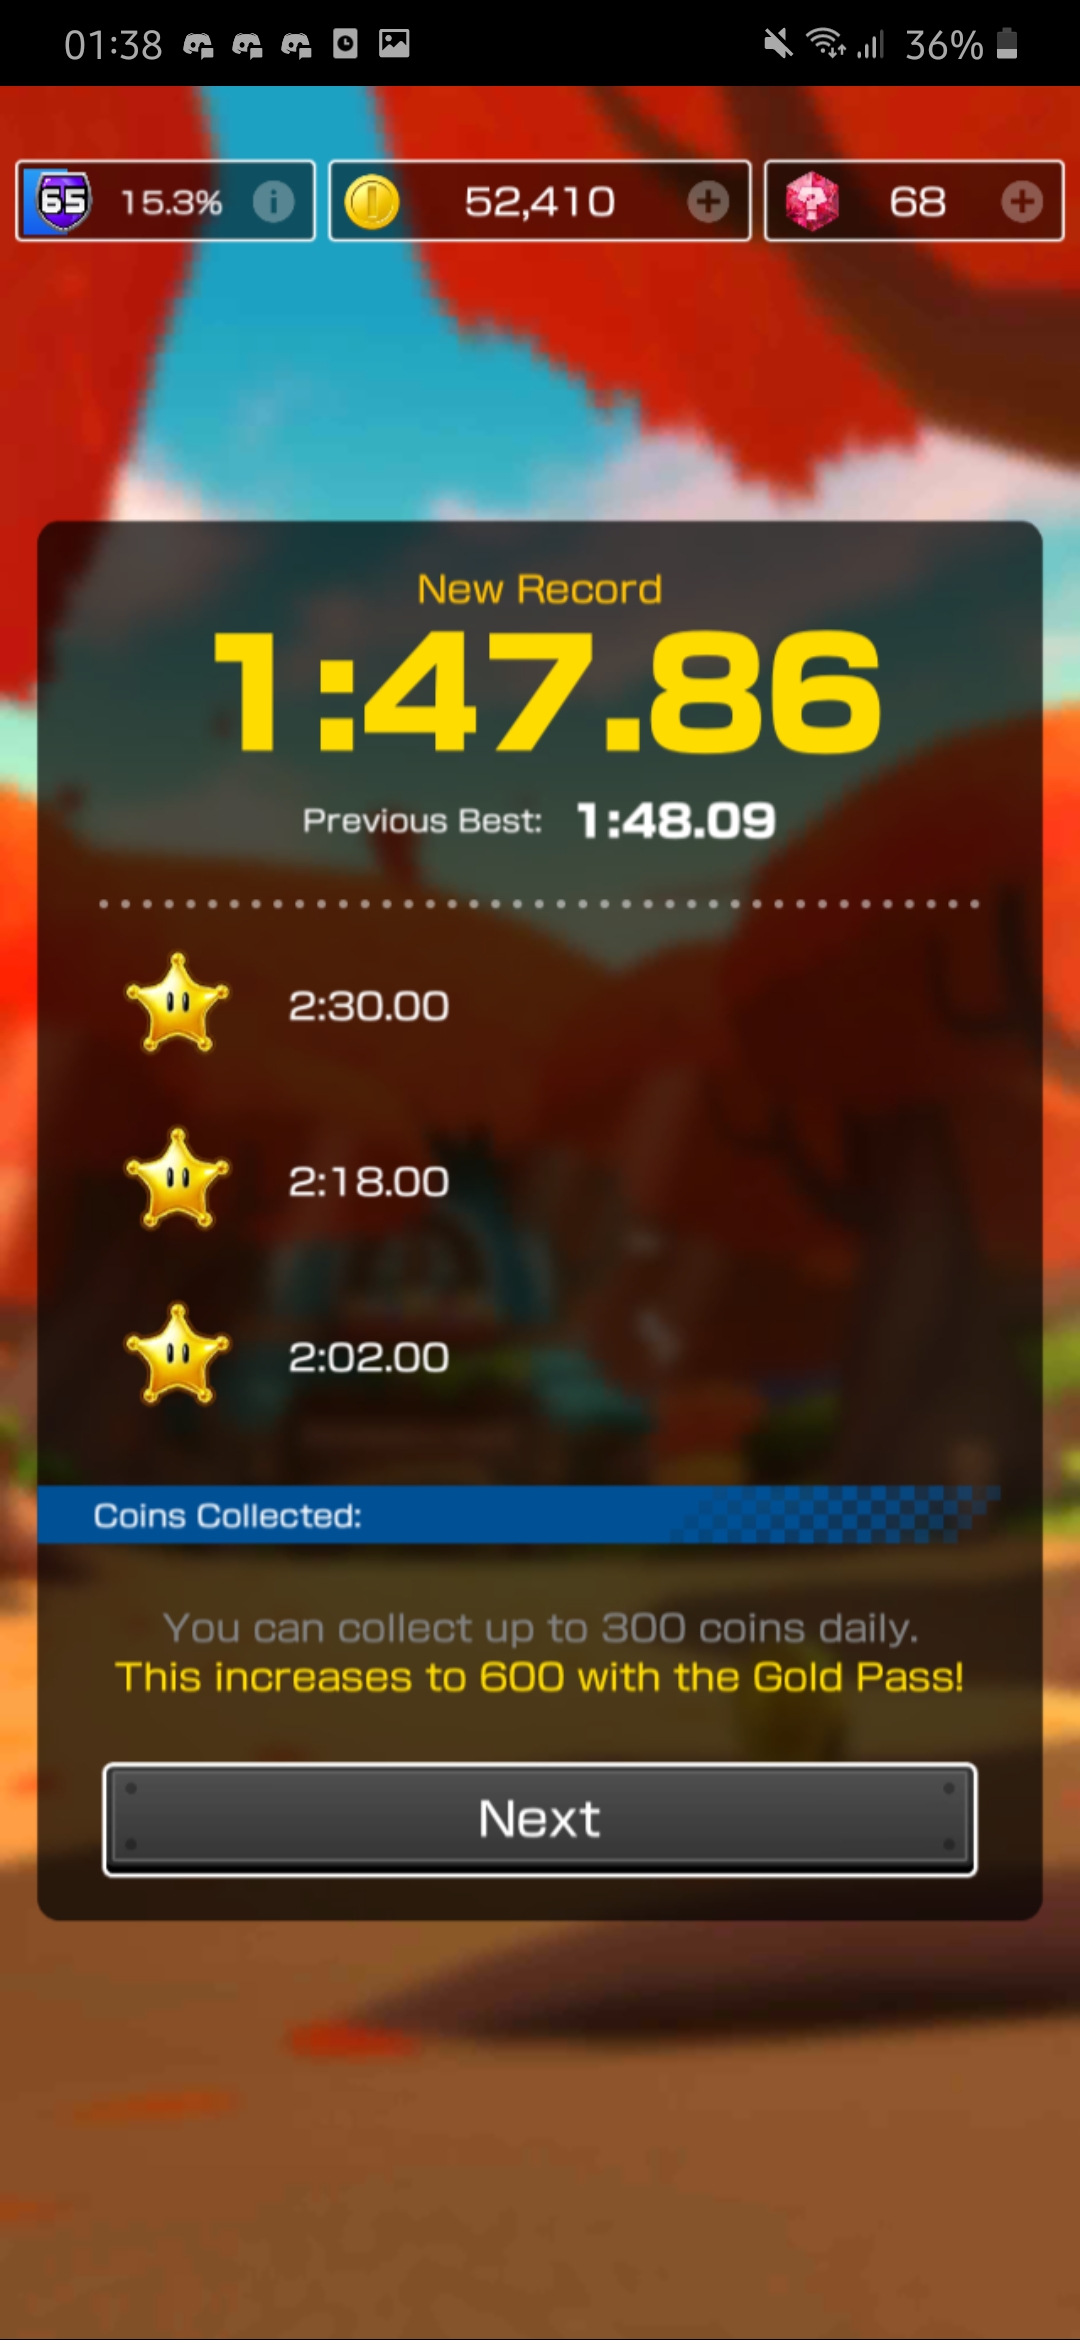 01:38 36%
65 15.3% 52,410 68
New Record
1:47.86
Previous Best: 1:48.09
2:30.00
2:18.00
2:02.00
Coins Collected:
You can collect up to 300 coins daily.
This increases to 600 with the Gold Pass!
Next